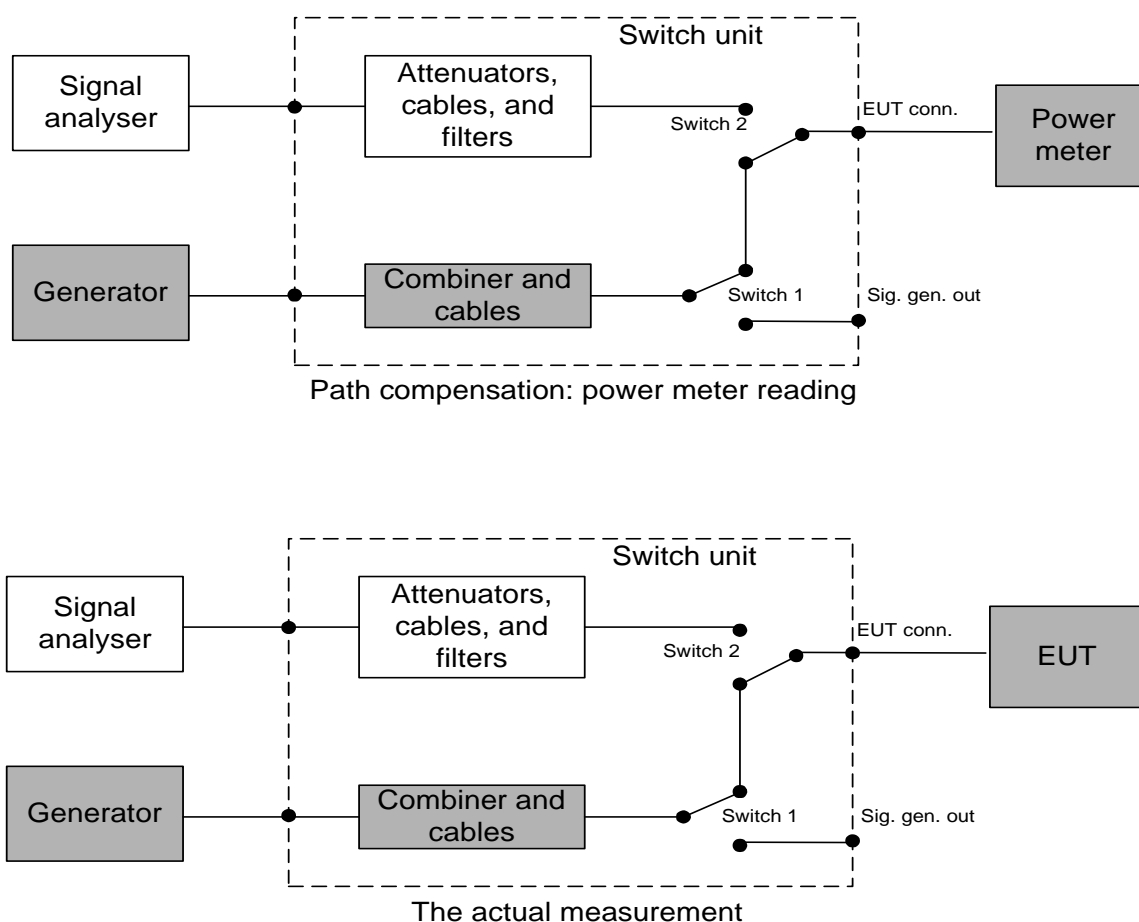 Switch unit
Signal
analyser
Attenuators,
cables, and
filters
Switch 2
EUT conn.
Power
meter
Generator
Combiner and
cables
Switch 1
Sig. gen. out
Path compensation: power meter reading
Switch unit
Signal
analyser
Attenuators,
cables, and
filters
Switch 2
EUT conn.
EUT
Generator
Combiner and
cables
Switch 1
Sig. gen. out
The actual measurement